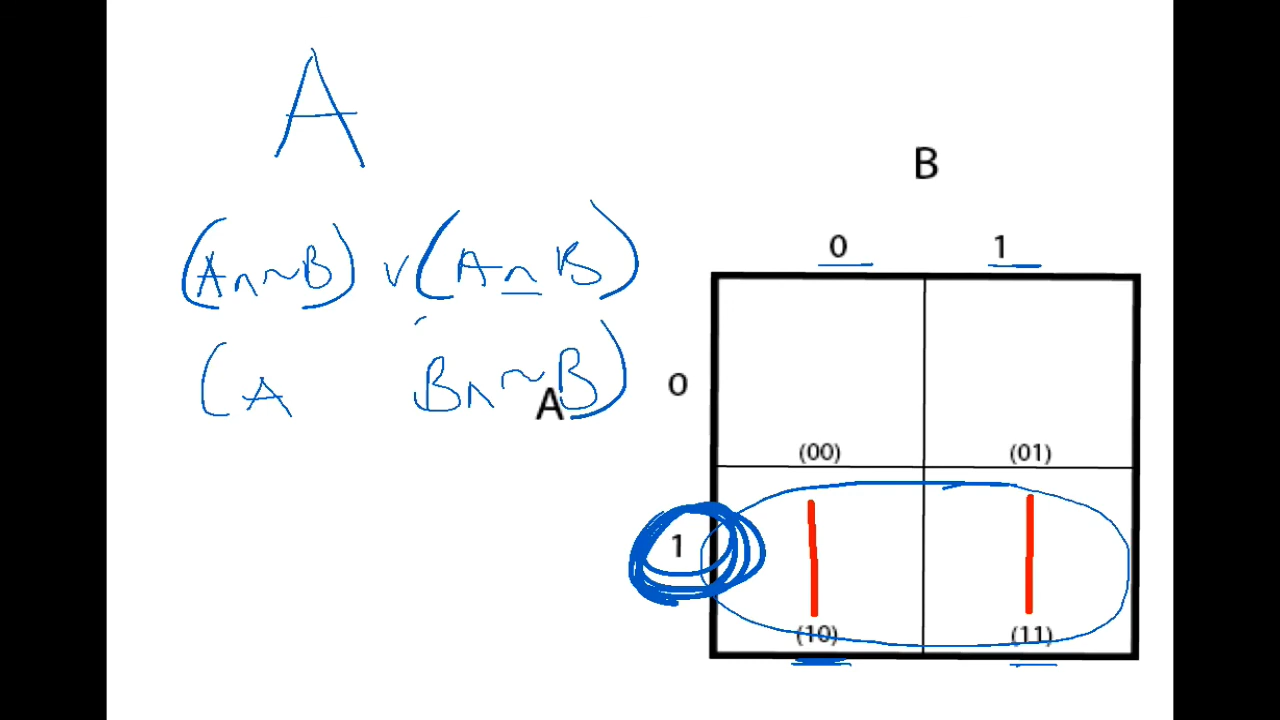 A
B
(A∩~B) v (A∩B)
0 1
(A B∩~B)
A
0
(00) (01)
1
(10) (11)